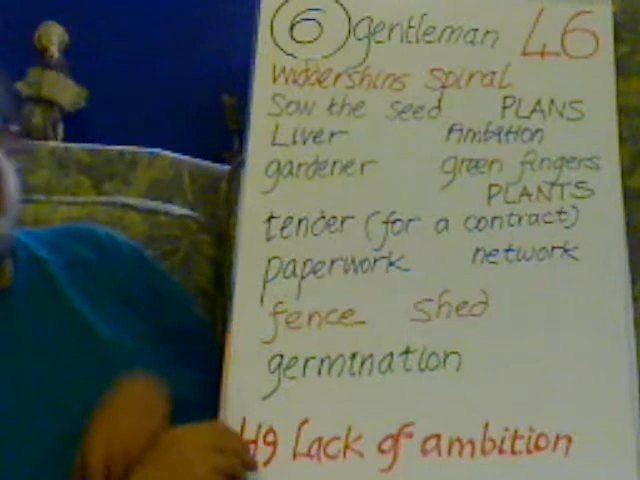 6 gentleman 46
widdershins spiral
Sow the seed PLANS
Liver Ambition
gardener green fingers
PLANTS
tender (for a contract)
paperwork network
fence shed
germination
49 Lack of ambition